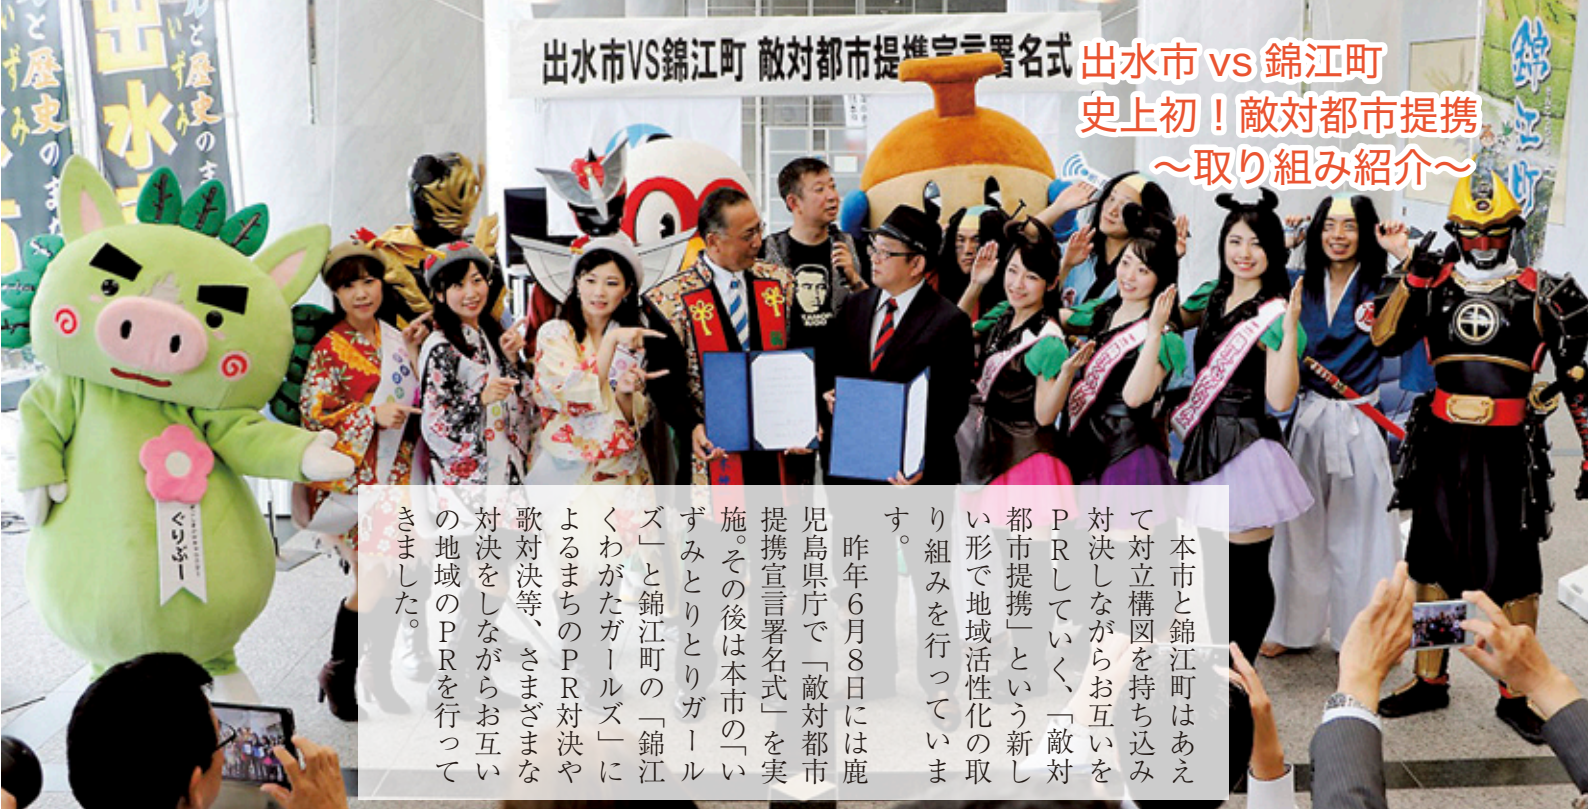 出水市VS錦江町 敵対都市提携宣言署名式
出水市 vs 錦江町
史上初！敵対都市提携
～取り組み紹介～
錦江町
出水
ぐりぶー
　本市と錦江町はあえ
て対立構図を持ち込み
対決しながらお互いを
ＰＲしていく、「敵対
都市提携」という新し
い形で地域活性化の取
り組みを行っていま
す。
　昨年６月８日には鹿
児島県庁で「敵対都市
提携宣言署名式」を実
施。その後は本市の「い
ずみとりとりガール
ズ」と錦江町の「錦江
くわがたガールズ」に
よるまちのＰＲ対決や
歌対決等、さまざまな
対決をしながらお互い
の地域のＰＲを行って
きました。